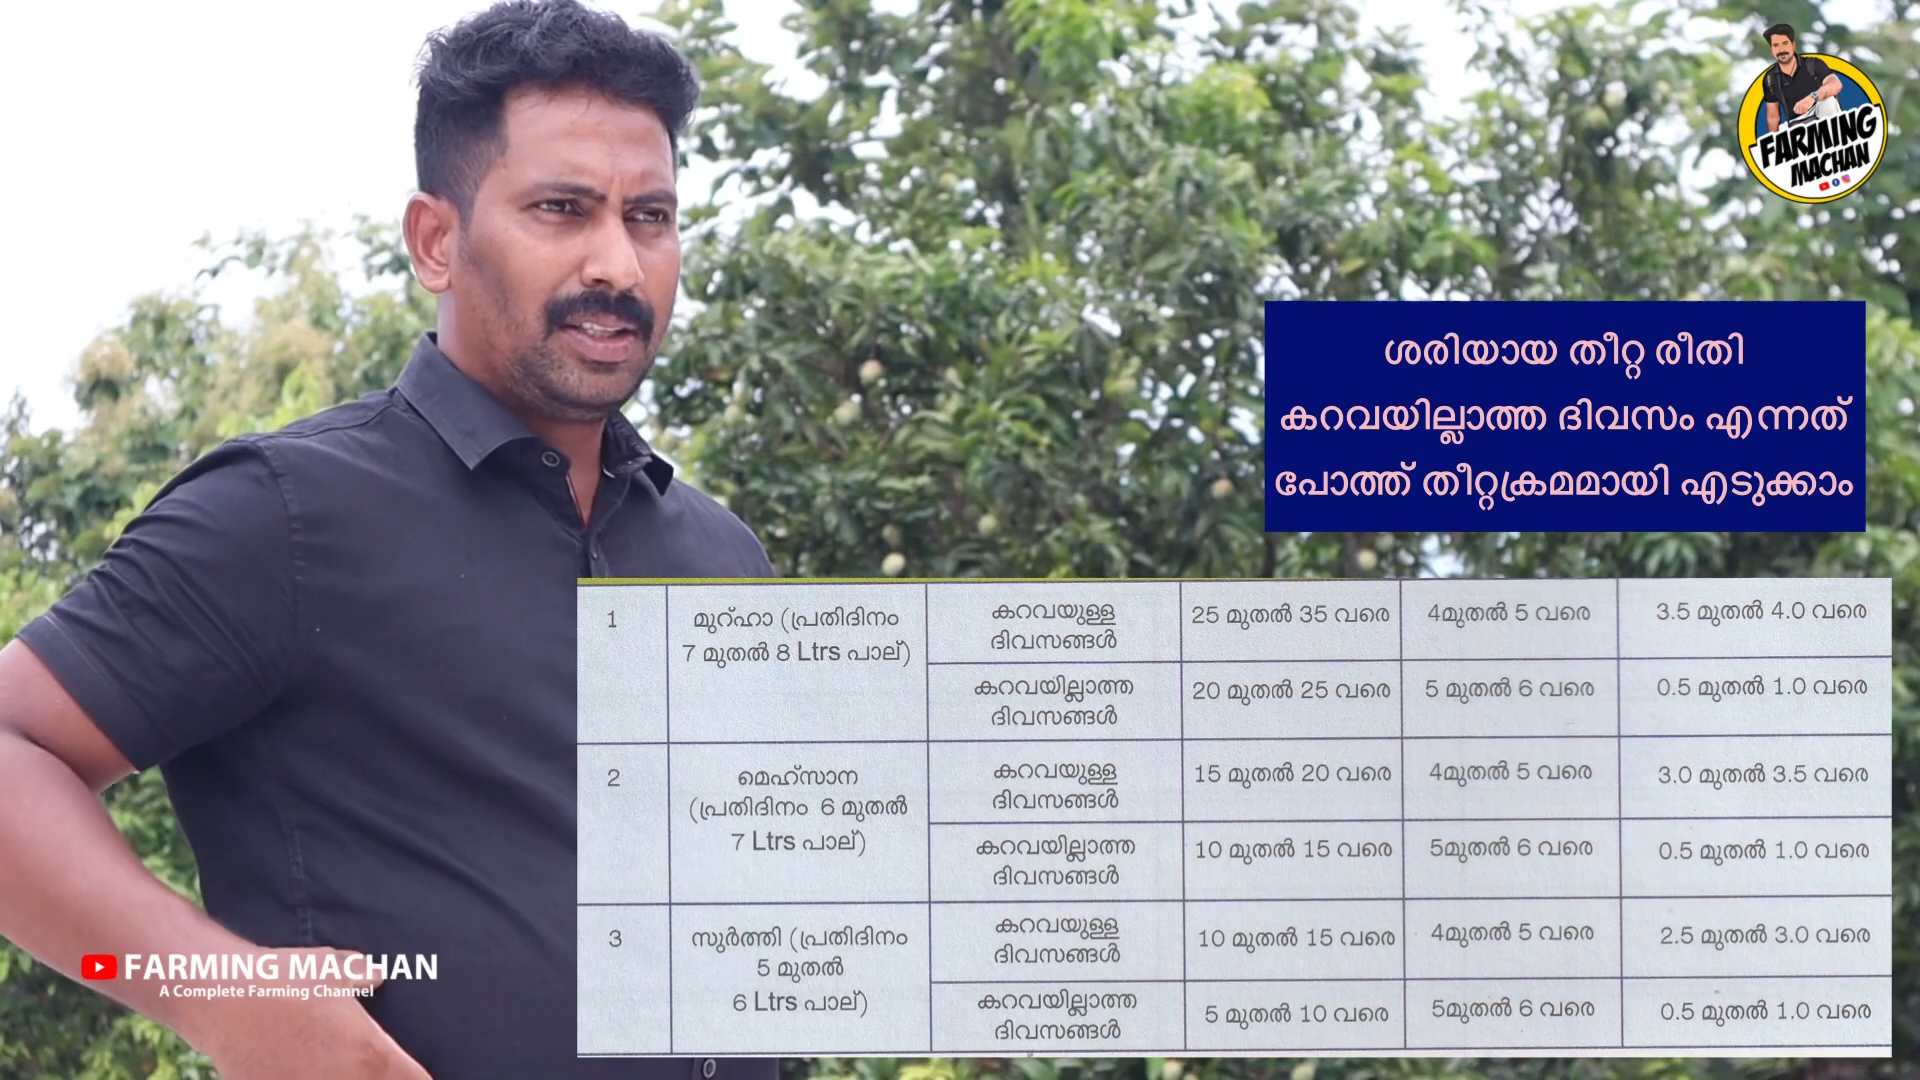 FARMING
MACHAN
ശരിയായ തീറ്റ രീതി
കറവയില്ലാത്ത ദിവസം എന്നത്
പോത്ത് തീറ്റക്രമമായി എടുക്കാം
1 മുറ്ഹാ (പ്രതിദിനം കറവയുള്ള 25 മുതൽ 35 വരെ 4മുതൽ 5 വരെ 3.5 മുതൽ 4.0 വരെ
7 മുതൽ 8 Ltrs പാല്) ദിവസങ്ങൾ
കറവയില്ലാത്ത 20 മുതൽ 25 വരെ 5 മുതൽ 6 വരെ 0.5 മുതൽ 1.0 വരെ
ദിവസങ്ങൾ
2 മെഹ്സാന കറവയുള്ള 15 മുതൽ 20 വരെ 4മുതൽ 5 വരെ 3.0 മുതൽ 3.5 വരെ
(പ്രതിദിനം 6 മുതൽ ദിവസങ്ങൾ
7 Ltrs പാല്) കറവയില്ലാത്ത 10 മുതൽ 15 വരെ 5മുതൽ 6 വരെ 0.5 മുതൽ 1.0 വരെ
ദിവസങ്ങൾ
3 സുർത്തി (പ്രതിദിനം കറവയുള്ള 10 മുതൽ 15 വരെ 4മുതൽ 5 വരെ 2.5 മുതൽ 3.0 വരെ
5 മുതൽ ദിവസങ്ങൾ
6 Ltrs പാല്) കറവയില്ലാത്ത 5 മുതൽ 10 വരെ 5മുതൽ 6 വരെ 0.5 മുതൽ 1.0 വരെ
ദിവസങ്ങൾ
FARMING MACHAN
A Complete Farming Channel